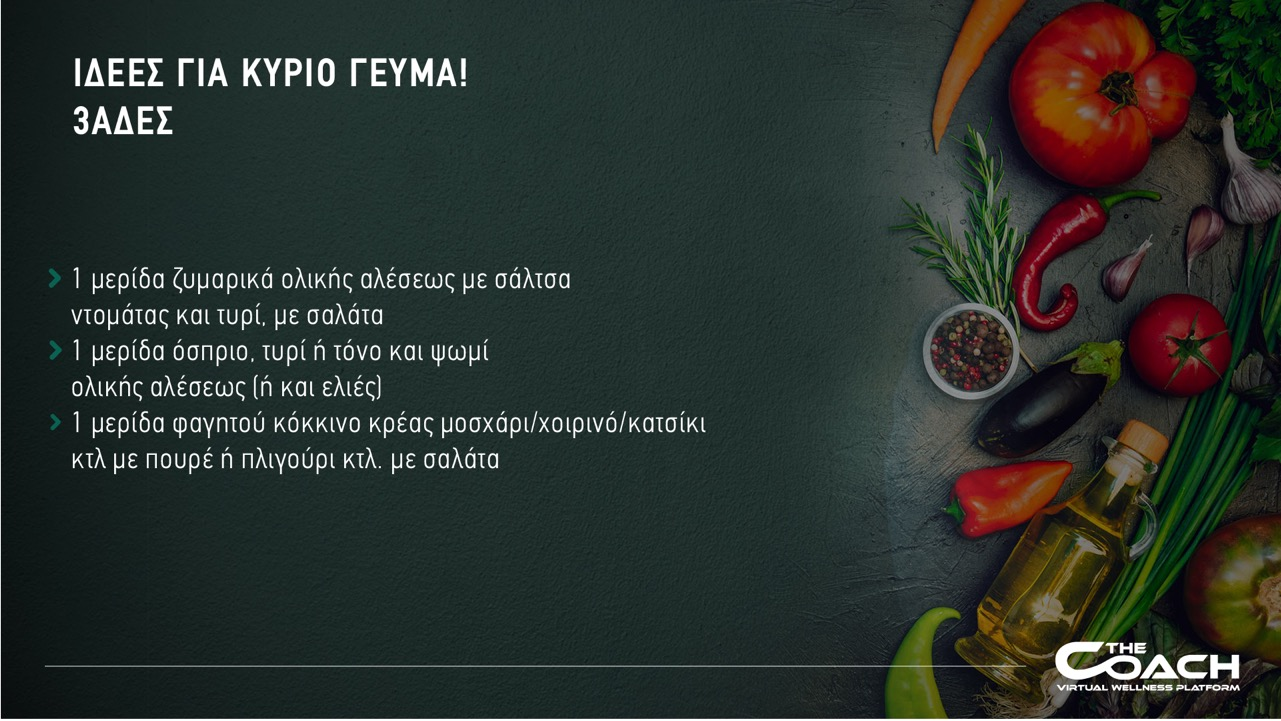 ΙΔΕΕΣ ΓΙΑ ΚΥΡΙΟ ΓΕΥΜΑ!
3ΑΔΕΣ
1 μερίδα ζυμαρικά ολικής αλέσεως με σάλτσα
ντομάτας και τυρί, με σαλάτα
1 μερίδα όσπριο, τυρί ή τόνο και ψωμί
ολικής αλέσεως (ή και ελιές)
1 μερίδα φαγητού κόκκινο κρέας μοσχάρι/χοιρινό/κατσίκι
κτλ με πουρέ ή πλιγούρι κτλ. με σαλάτα
THE
COACH
VIRTUAL WELLNESS PLATFORM